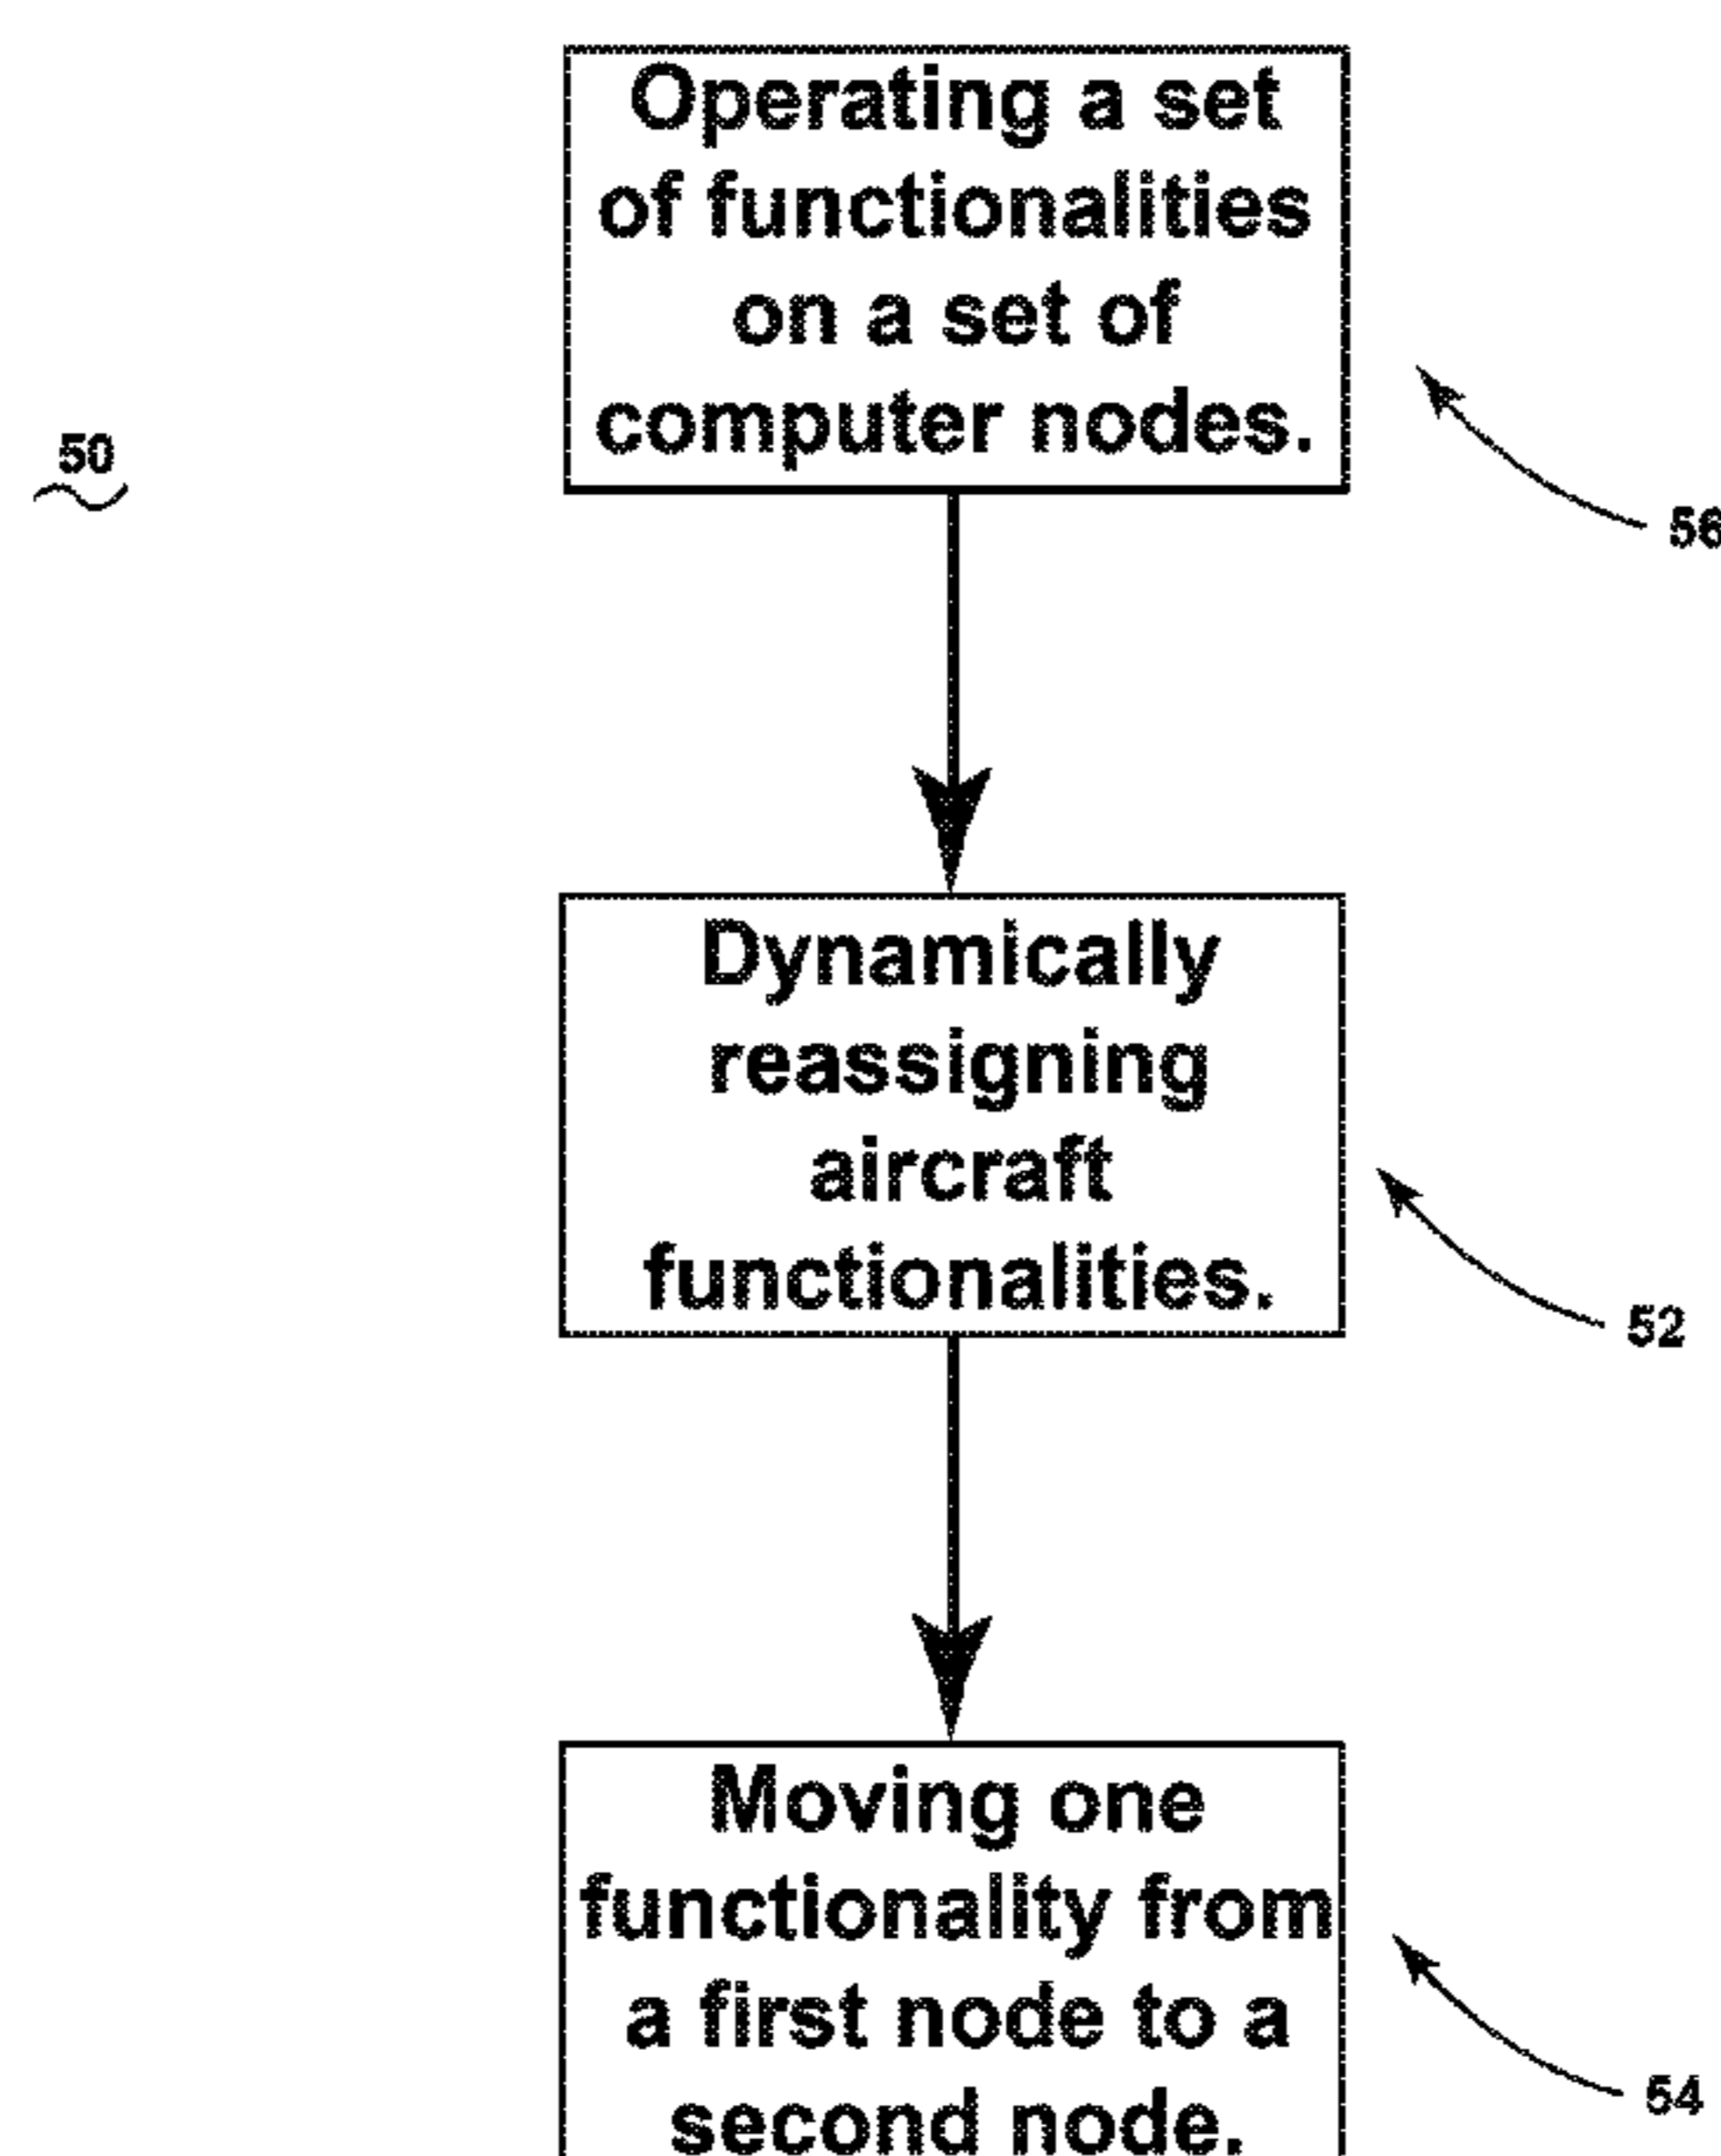 Operating a set
of functionalities
on a set of
computer nodes.
50
56
Dynamically
reassigning
aircraft
functionalities.
52
Moving one
functionality from
a first node to a
second node.
54